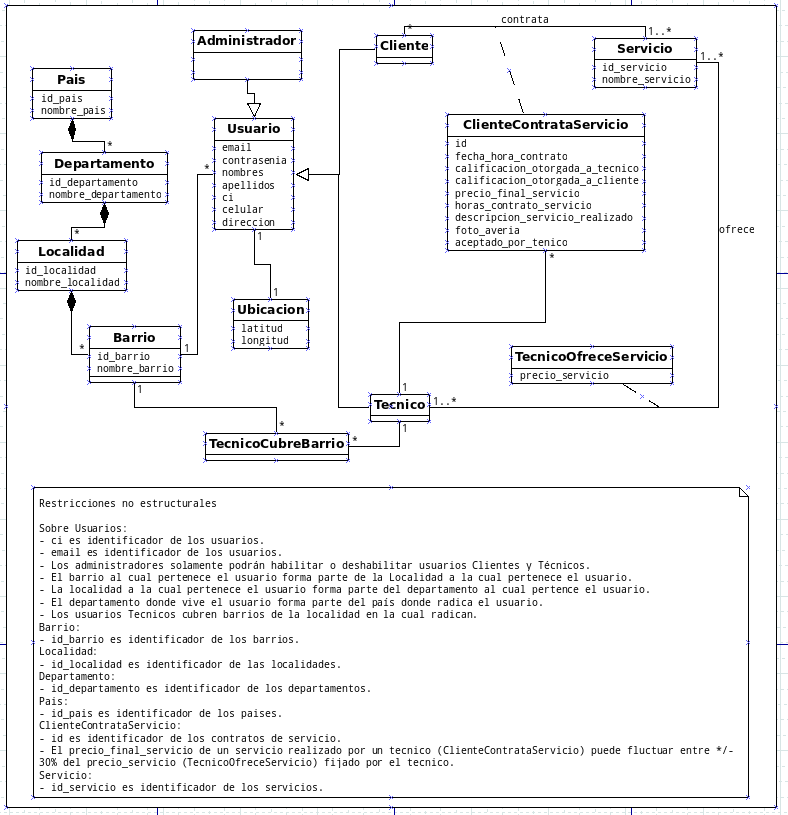 contrata
Administrador
Cliente
*
1..*
Servicio
id_servicio
nombre_servicio
1..*
Pais
id_pais
nombre_pais
*
Usuario
email
contrasenia
nombres
apellidos
ci
celular
direccion
*
1
ClienteContrataServicio
id
fecha_hora_contrato
calificacion_otorgada_a_tecnico
calificacion_otorgada_a_cliente
precio_final_servicio
horas_contrato_servicio
descripcion_servicio_realizado
foto_averia
aceptado_por_tenico
*
Departamento
id_departamento
nombre_departamento
*
ofrece
Localidad
id_localidad
nombre_localidad
*
1
Ubicacion
latitud
longitud
Barrio
id_barrio
nombre_barrio
1
1
TecnicoOfreceServicio
precio_servicio
1
Tecnico
1..*
1
*
TecnicoCubreBarrio
*
Restricciones no estructurales
Sobre Usuarios:
- ci es identificador de los usuarios.
- email es identificador de los usuarios.
- Los administradores solamente podrán habilitar o deshabilitar usuarios Clientes y Técnicos.
- El barrio al cual pertenece el usuario forma parte de la Localidad a la cual pertenece el usuario.
- La localidad a la cual pertenece el usuario forma parte del departamento al cual pertence el usuario.
- El departamento donde vive el usuario forma parte del país donde radica el usuario.
- Los usuarios Tecnicos cubren barrios de la localidad en la cual radican.
Barrio:
- id_barrio es identificador de los barrios.
Localidad:
- id_localidad es identificador de las localidades.
Departamento:
- id_departamento es identificador de los departamentos.
Pais:
- id_pais es identificador de los paises.
ClienteContrataServicio:
- id es identificador de los contratos de servicio.
- El precio_final_servicio de un servicio realizado por un tecnico (ClienteContrataServicio) puede fluctuar entre */-
30% del precio_servicio (TecnicoOfreceServicio) fijado por el tecnico.
Servicio:
- id_servicio es identificador de los servicios.